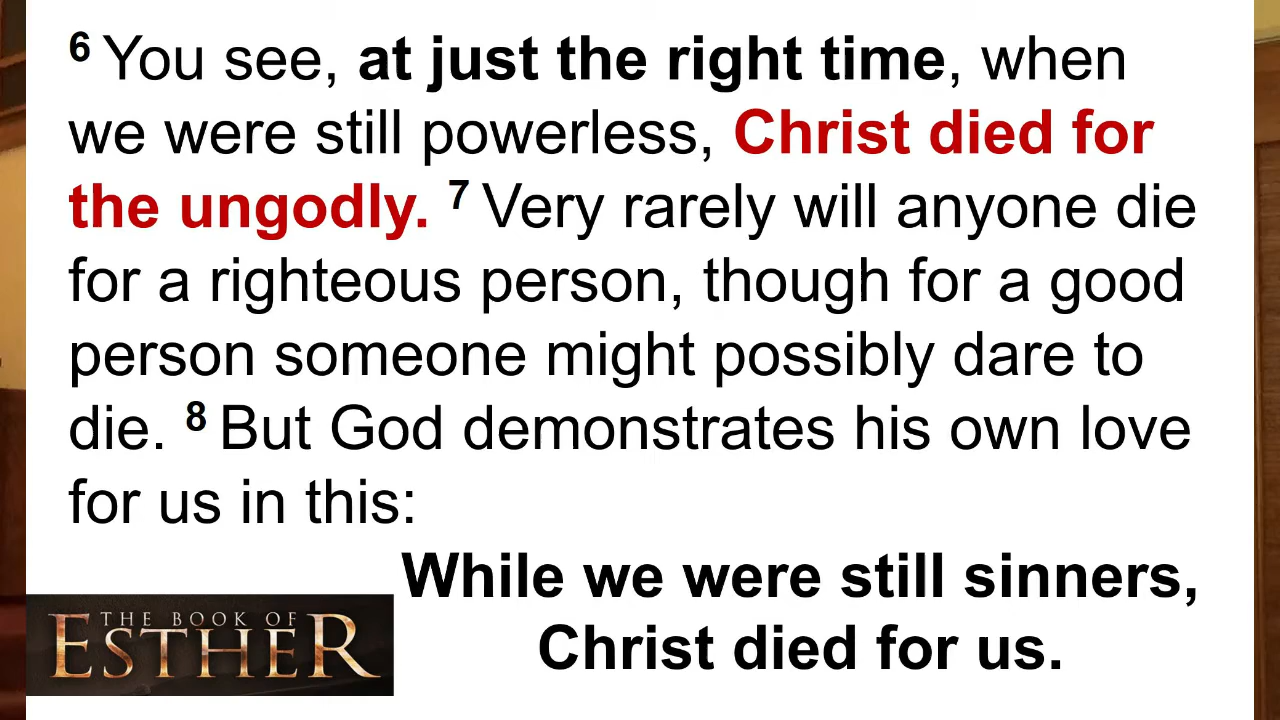 6 You see, at just the right time, when
we were still powerless, Christ died for
the ungodly. 7 Very rarely will anyone die
for a righteous person, though for a good
person someone might possibly dare to
die. 8 But God demonstrates his own love
for us in this:
While we were still sinners,
Christ died for us.
THE BOOK OF
ESTHER